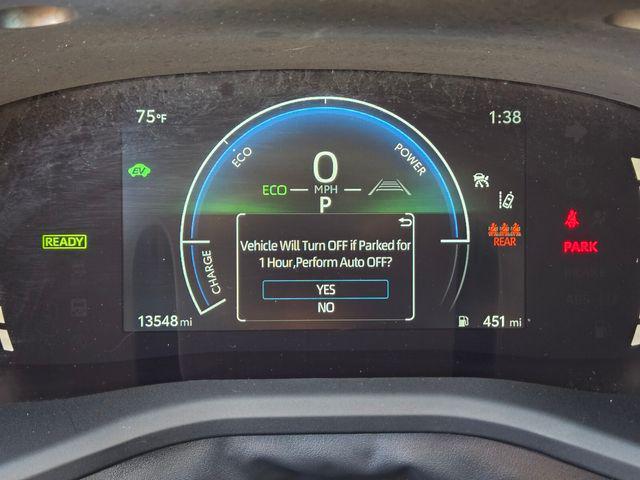 75°F
1:38
ECO
POWER
0
EV
ECO
MPH
P
READY
REAR
PARK
CHARGE
Vehicle Will Turn OFF if Parked for
1 Hour,Perform Auto OFF?
YES
NO
13548 mi
451 mi